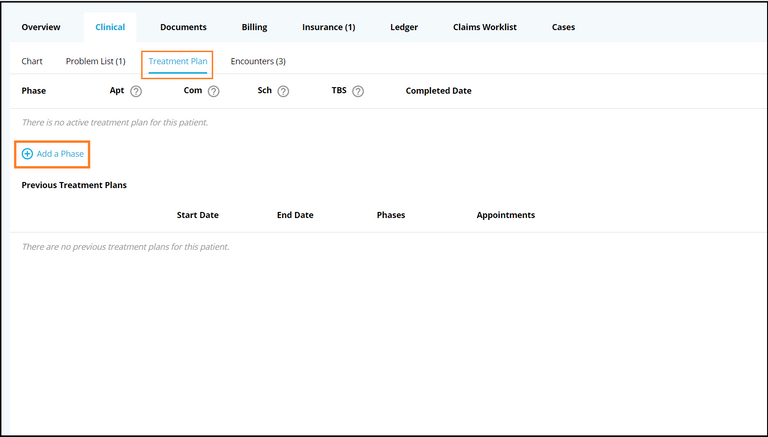 Overview Clinical Documents Billing Insurance (1) Ledger Claims Worklist Cases
Chart Problem List (1) Treatment Plan Encounters (3)
Phase Apt ? Com ? Sch ? TBS ? Completed Date
There is no active treatment plan for this patient.
Add a Phase
Previous Treatment Plans
Start Date End Date Phases Appointments
There are no previous treatment plans for this patient.